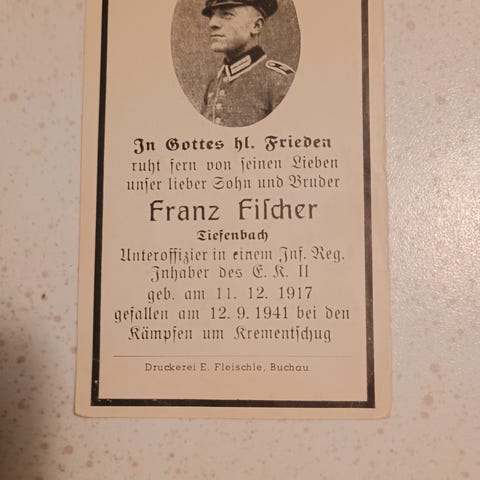 In Gottes hl. Frieden
ruht fern von ſeinen Lieben
unſer lieber Sohn und Bruder
Franz Fiſcher
Tiefenbach
Unteroffizier in einem Inf. Reg.
Inhaber des E. K. II
geb. am 11. 12. 1917
gefallen am 12. 9. 1941 bei den
Kämpfen um Krementſchug
Druckerei E. Fleischle, Buchau